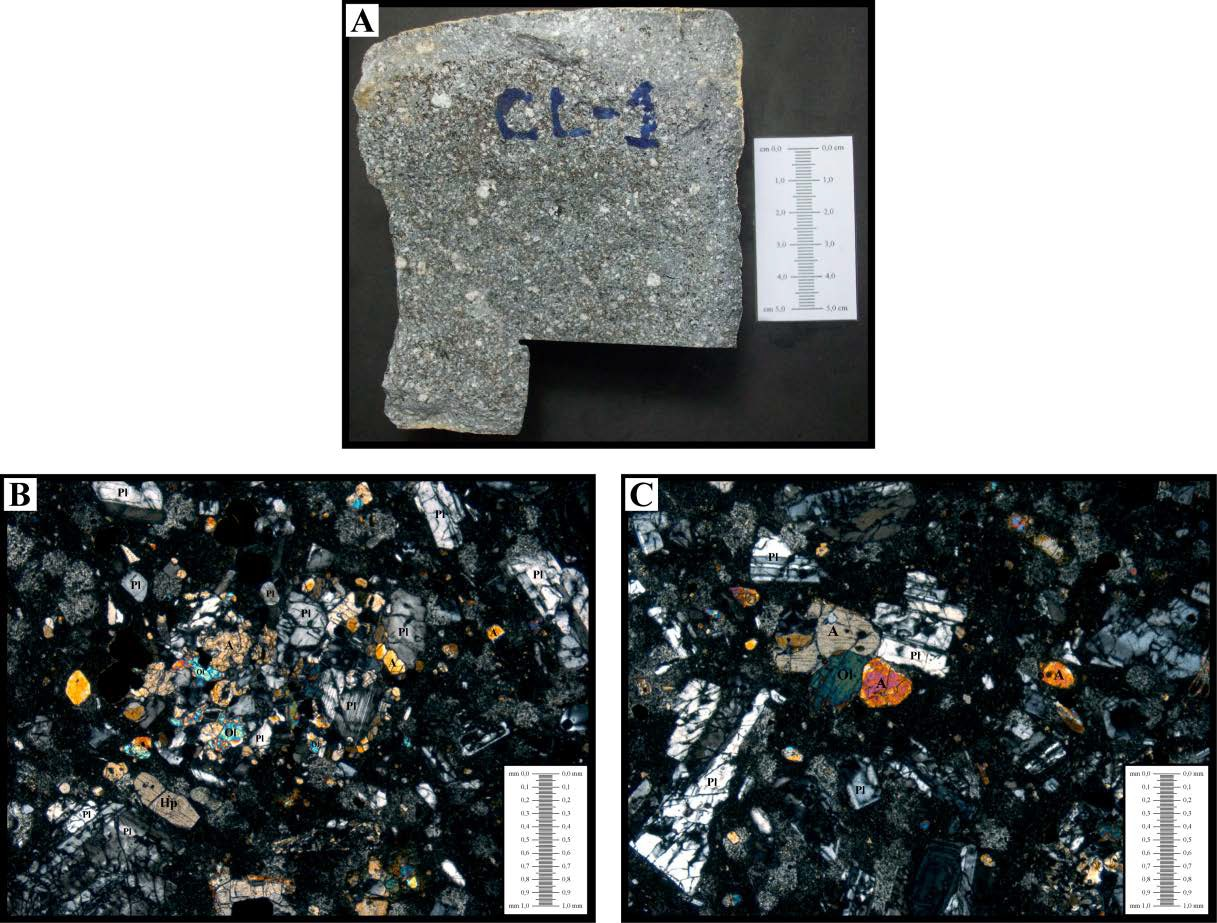 A
CL-1
cm 0,0 0,0 cm
1,0 1,0
2,0 2,0
3,0 3,0
4,0 4,0
cm 5,0 5,0 cm
B
Pl
Pl
Pl
Pl
Pl
Pl
Pl
A
A
A
Ol
Pl
Ol
Pl
Ol
Hp
Pl
Pl
mm 0,0 0,0 mm
0,1 0,1
0,2 0,2
0,3 0,3
0,4 0,4
0,5 0,5
0,6 0,6
0,7 0,7
0,8 0,8
0,9 0,9
mm 1,0 1,0 mm
C
Pl
A
Pl
Ol
A
A
Pl
Pl
mm 0,0 0,0 mm
0,1 0,1
0,2 0,2
0,3 0,3
0,4 0,4
0,5 0,5
0,6 0,6
0,7 0,7
0,8 0,8
0,9 0,9
mm 1,0 1,0 mm